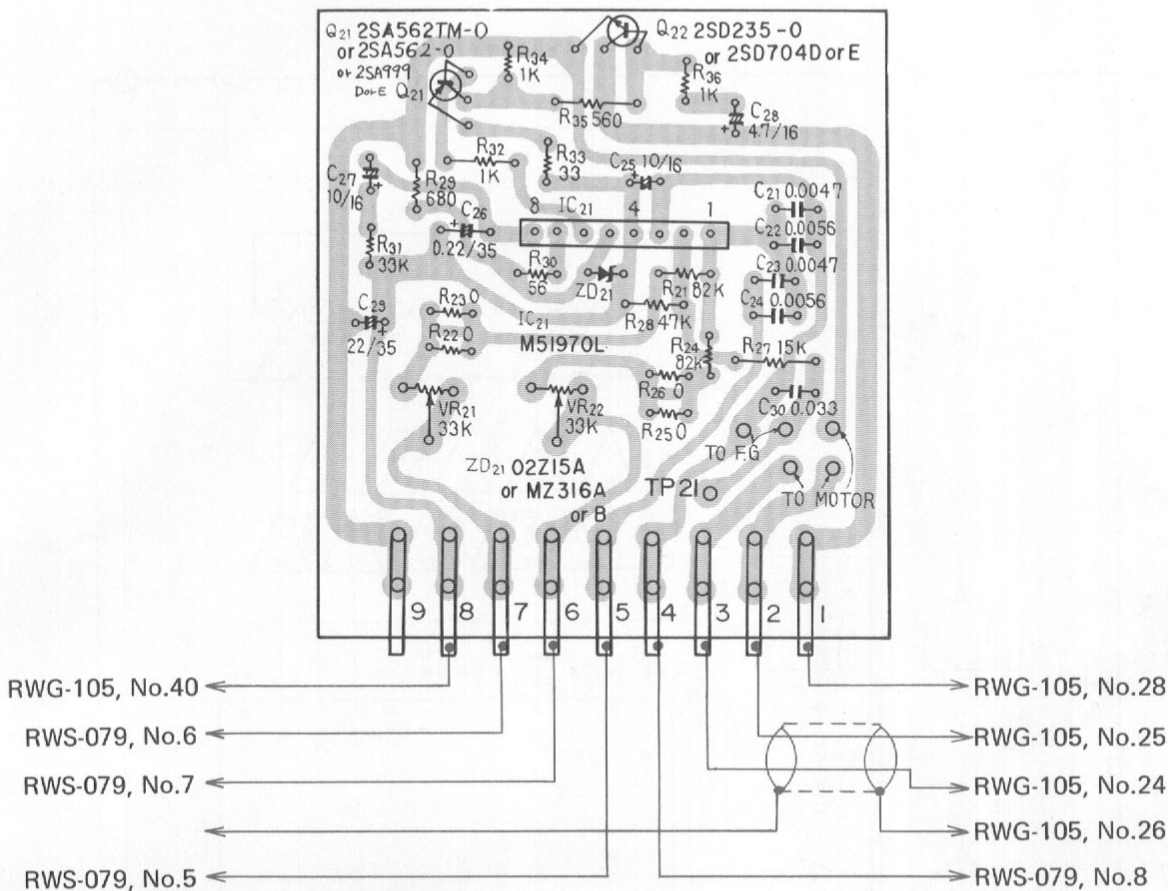 Q21 2SA562TM-O
or 2SA562-O
or 2SA999
DorE Q21
Q22 2SD235-O
or 2SD704D or E
R34
1K
R36
1K
R35 560
C28
4.7/16
R32
1K
R33
33
C25 10/16
C27
10/16
R29
680
C26
0.22/35
8 IC21 4 1
C21 0.0047
C22 0.0056
C23 0.0047
C24 0.0056
R31
33K
R30
56
ZD21
R21 82K
R28 47K
C29
22/35
R23 0
R22 0
IC21
M51970L
R24
82K
R27 15K
R26 0
R25 0
C30 0.033
VR21
33K
VR22
33K
TO F.G
TO MOTOR
ZD21 02Z15A
or MZ316A
or B
TP21
9 8 7 6 5 4 3 2 1
RWG-105, No.40
RWS-079, No.6
RWS-079, No.7
RWS-079, No.5
RWG-105, No.28
RWG-105, No.25
RWG-105, No.24
RWG-105, No.26
RWS-079, No.8